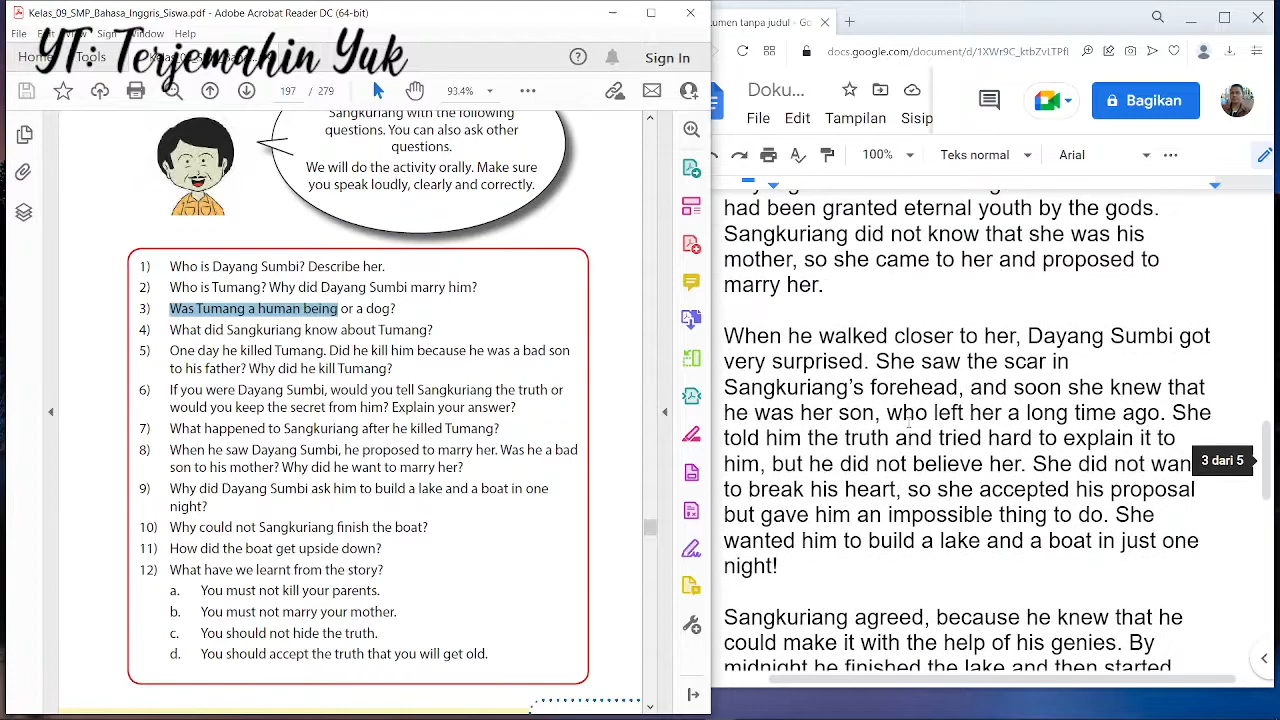 Kelas_09_SMP_Bahasa_Inggris_Siswa.pdf - Adobe Acrobat Reader DC (64-bit)
File
Sign
Window
Help
YT: Terjemahin Yuk
Home
Tools
Sign In
197 / 279
93.4%
Sangkuriang with the following
questions. You can also ask other
questions.
We will do the activity orally. Make sure
you speak loudly, clearly and correctly.
1) Who is Dayang Sumbi? Describe her.
2) Who is Tumang? Why did Dayang Sumbi marry him?
3) Was Tumang a human being or a dog?
4) What did Sangkuriang know about Tumang?
5) One day he killed Tumang. Did he kill him because he was a bad son
to his father? Why did he kill Tumang?
6) If you were Dayang Sumbi, would you tell Sangkuriang the truth or
would you keep the secret from him? Explain your answer?
7) What happened to Sangkuriang after he killed Tumang?
8) When he saw Dayang Sumbi, he proposed to marry her. Was he a bad
son to his mother? Why did he want to marry her?
9) Why did Dayang Sumbi ask him to build a lake and a boat in one
night?
10) Why could not Sangkuriang finish the boat?
11) How did the boat get upside down?
12) What have we learnt from the story?
a. You must not kill your parents.
b. You must not marry your mother.
c. You should not hide the truth.
d. You should accept the truth that you will get old.
umen tanpa judul - Go
docs.google.com/document/d/1XWr9C_ktbZvLTPfl
Doku
Bagikan
File Edit Tampilan Sisip
100% Teks normal Arial
had been granted eternal youth by the gods.
Sangkuriang did not know that she was his
mother, so she came to her and proposed to
marry her.
When he walked closer to her, Dayang Sumbi got
very surprised. She saw the scar in
Sangkuriang's forehead, and soon she knew that
he was her son, who left her a long time ago. She
told him the truth and tried hard to explain it to
him, but he did not believe her. She did not wan
to break his heart, so she accepted his proposal
but gave him an impossible thing to do. She
wanted him to build a lake and a boat in just one
night!
3 dari 5
Sangkuriang agreed, because he knew that he
could make it with the help of his genies. By
midnight he finished the lake and then started